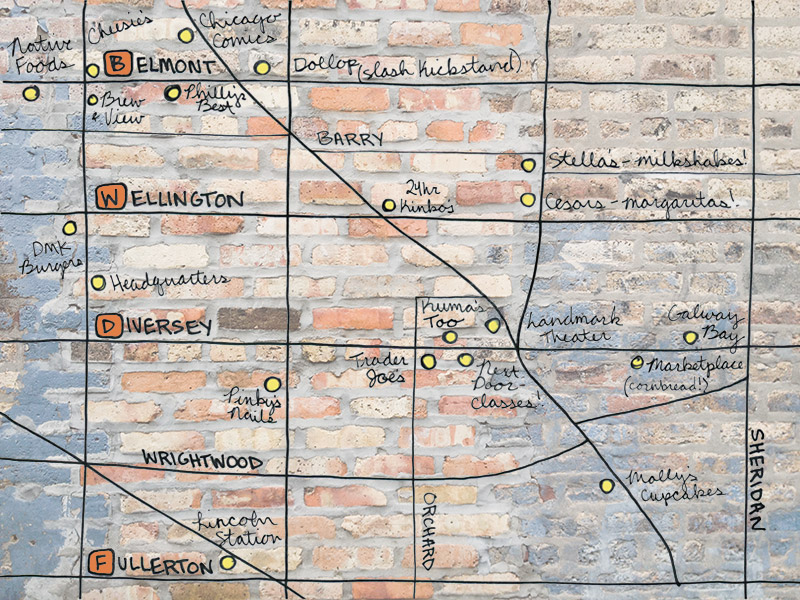 Cheesie's
Chicago
Comics
Native
Foods
BELMONT
Dollop (slash kickstand)
Brew
& View
Philly's
Best
BARRY
Stella's - milkshakes!
WELLINGTON
24hr
Kinko's
Cesars - margaritas!
DMK
Burgers
Headquarters
Kuma's
Too
DIVERSEY
Landmark
Theater
Galway
Bay
Trader
Joe's
Next
Door -
classes!
Marketplace
(cornbread!)
Pinky's
Nails
WRIGHTWOOD
SHERIDAN
Molly's
Cupcakes
ORCHARD
Lincoln
Station
FULLERTON